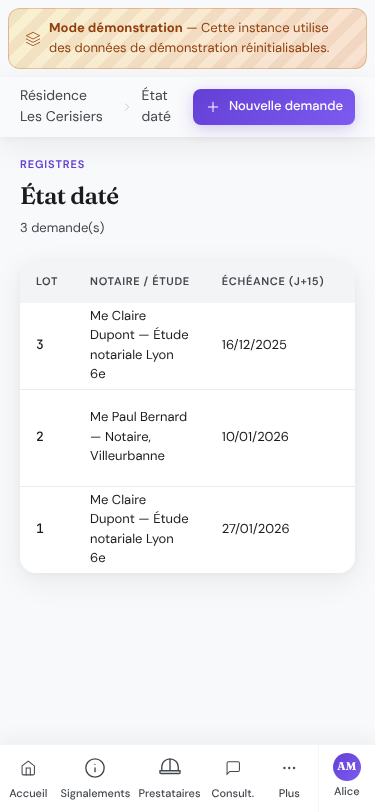 Mode démonstration — Cette instance utilise
des données de démonstration réinitialisables.
Résidence
Les Cerisiers
État
daté
Nouvelle demande
REGISTRES
État daté
3 demande(s)
LOT NOTAIRE / ÉTUDE ÉCHÉANCE (J+15)
Me Claire
Dupont — Étude
3 16/12/2025
notariale Lyon
6e
Me Paul Bernard
2 — Notaire, 10/01/2026
Villeurbanne
Me Claire
Dupont — Étude
1 27/01/2026
notariale Lyon
6e
AM
Accueil Signalements Prestataires Consult. Plus Alice